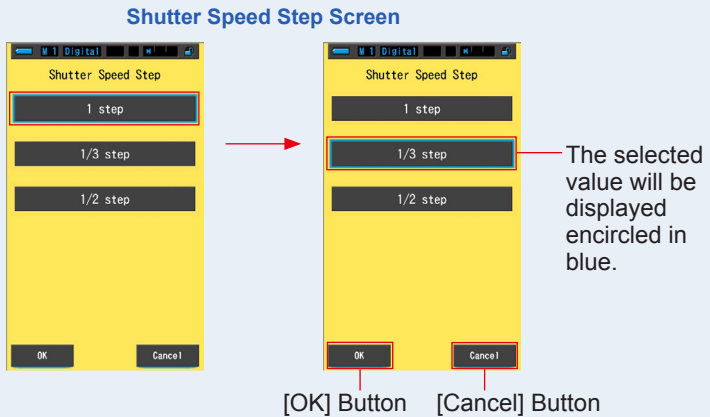 Shutter Speed Step Screen
M 1 Digital
Shutter Speed Step
1 step
1/3 step
1/2 step
OK
Cancel
M 1 Digital
Shutter Speed Step
1 step
1/3 step
1/2 step
OK
Cancel
The selected
value will be
displayed
encircled in
blue.
[OK] Button
[Cancel] Button